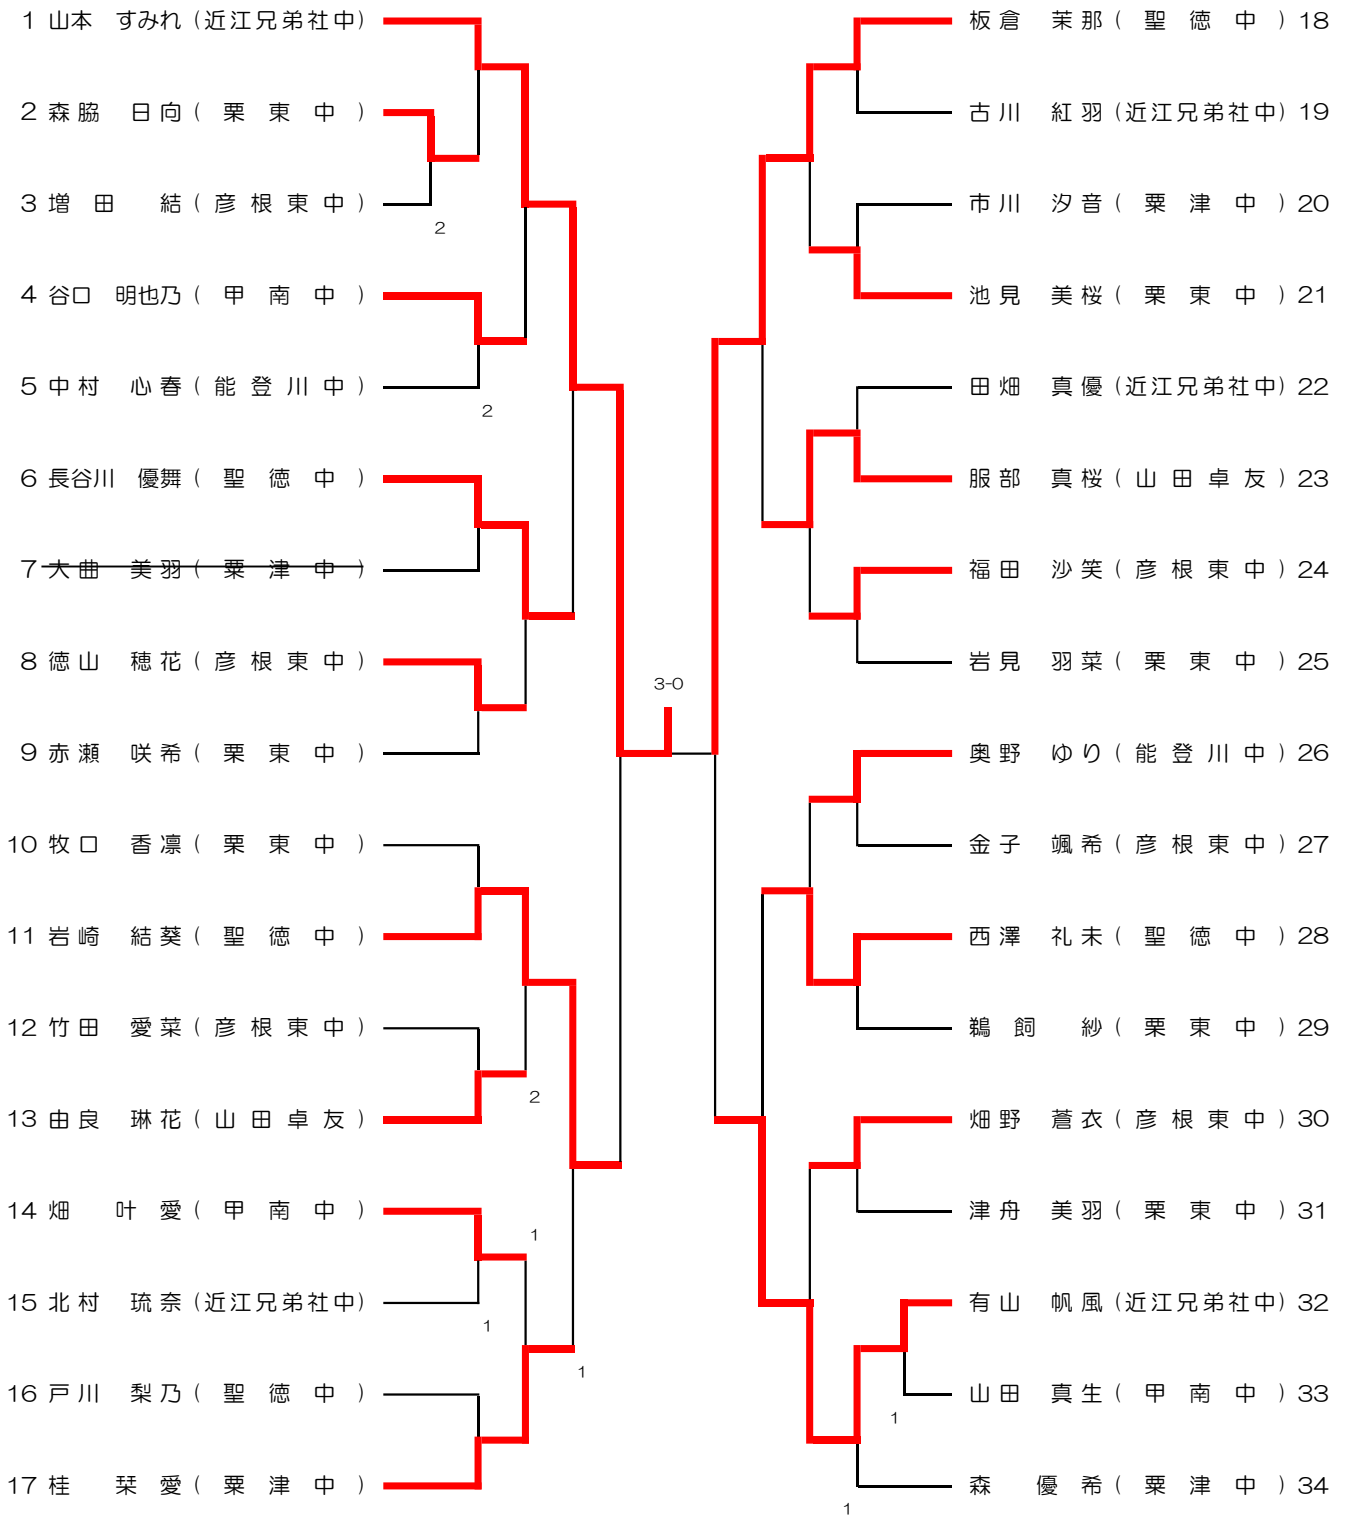 1 山本 すみれ (近江兄弟社中)
2 森脇 日向 (栗東中)
3 増田 結 (彦根東中)
2
4 谷口 明也乃 (甲南中)
5 中村 心春 (能登川中)
2
6 長谷川 優舞 (聖徳中)
7 大曲 美羽 (粟津中)
8 徳山 穂花 (彦根東中)
9 赤瀬 咲希 (栗東中)
10 牧口 香凛 (栗東中)
11 岩崎 結葵 (聖徳中)
12 竹田 愛菜 (彦根東中)
2
13 由良 琳花 (山田卓友)
14 畑 叶愛 (甲南中)
1
15 北村 琉奈 (近江兄弟社中)
1
1
16 戸川 梨乃 (聖徳中)
17 桂 栞愛 (粟津中)
3-0
板倉 茉那 (聖徳中) 18
古川 紅羽 (近江兄弟社中) 19
市川 汐音 (粟津中) 20
池見 美桜 (栗東中) 21
田畑 真優 (近江兄弟社中) 22
服部 真桜 (山田卓友) 23
福田 沙笑 (彦根東中) 24
岩見 羽菜 (栗東中) 25
奥野 ゆり (能登川中) 26
金子 颯希 (彦根東中) 27
西澤 礼未 (聖徳中) 28
鵜飼 紗 (栗東中) 29
畑野 蒼衣 (彦根東中) 30
津舟 美羽 (栗東中) 31
有山 帆風 (近江兄弟社中) 32
山田 真生 (甲南中) 33
1
森 優希 (粟津中) 34
1